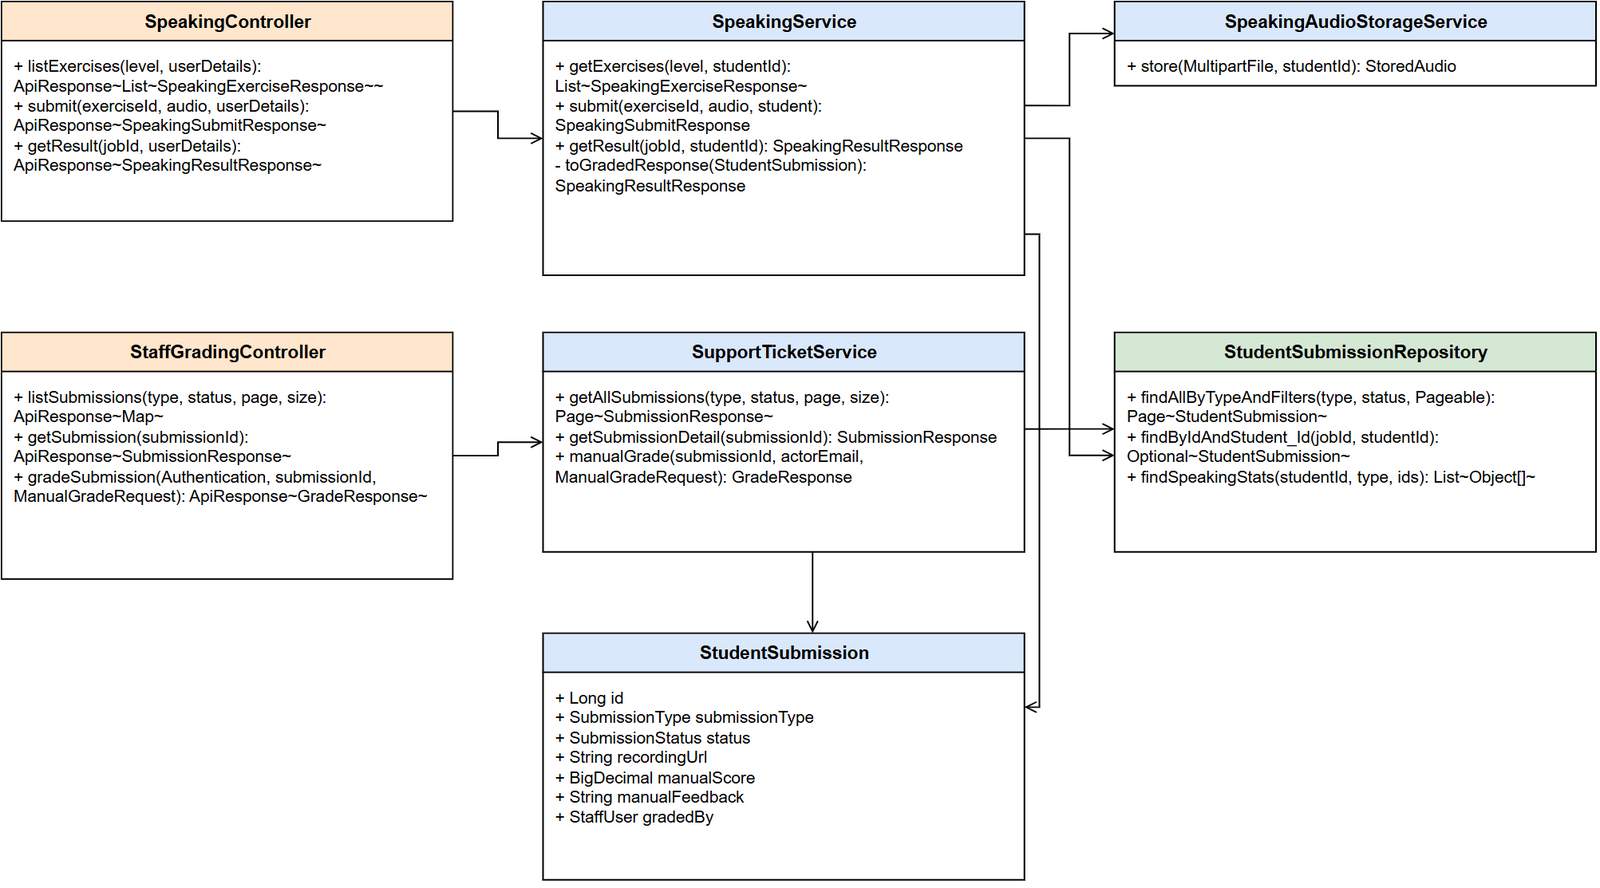 SpeakingController
+ listExercises(level, userDetails):
ApiResponse~List~SpeakingExerciseResponse~~
+ submit(exerciseId, audio, userDetails):
ApiResponse~SpeakingSubmitResponse~
+ getResult(jobId, userDetails):
ApiResponse~SpeakingResultResponse~
SpeakingService
+ getExercises(level, studentId):
List~SpeakingExerciseResponse~
+ submit(exerciseId, audio, student):
SpeakingSubmitResponse
+ getResult(jobId, studentId): SpeakingResultResponse
- toGradedResponse(StudentSubmission):
SpeakingResultResponse
SpeakingAudioStorageService
+ store(MultipartFile, studentId): StoredAudio
StaffGradingController
+ listSubmissions(type, status, page, size):
ApiResponse~Map~
+ getSubmission(submissionId):
ApiResponse~SubmissionResponse~
+ gradeSubmission(Authentication, submissionId,
ManualGradeRequest): ApiResponse~GradeResponse~
SupportTicketService
+ getAllSubmissions(type, status, page, size):
Page~SubmissionResponse~
+ getSubmissionDetail(submissionId): SubmissionResponse
+ manualGrade(submissionId, actorEmail,
ManualGradeRequest): GradeResponse
StudentSubmissionRepository
+ findAllByTypeAndFilters(type, status, Pageable):
Page~StudentSubmission~
+ findByIdAndStudent_Id(jobId, studentId):
Optional~StudentSubmission~
+ findSpeakingStats(studentId, type, ids): List~Object[]~
StudentSubmission
+ Long id
+ SubmissionType submissionType
+ SubmissionStatus status
+ String recordingUrl
+ BigDecimal manualScore
+ String manualFeedback
+ StaffUser gradedBy